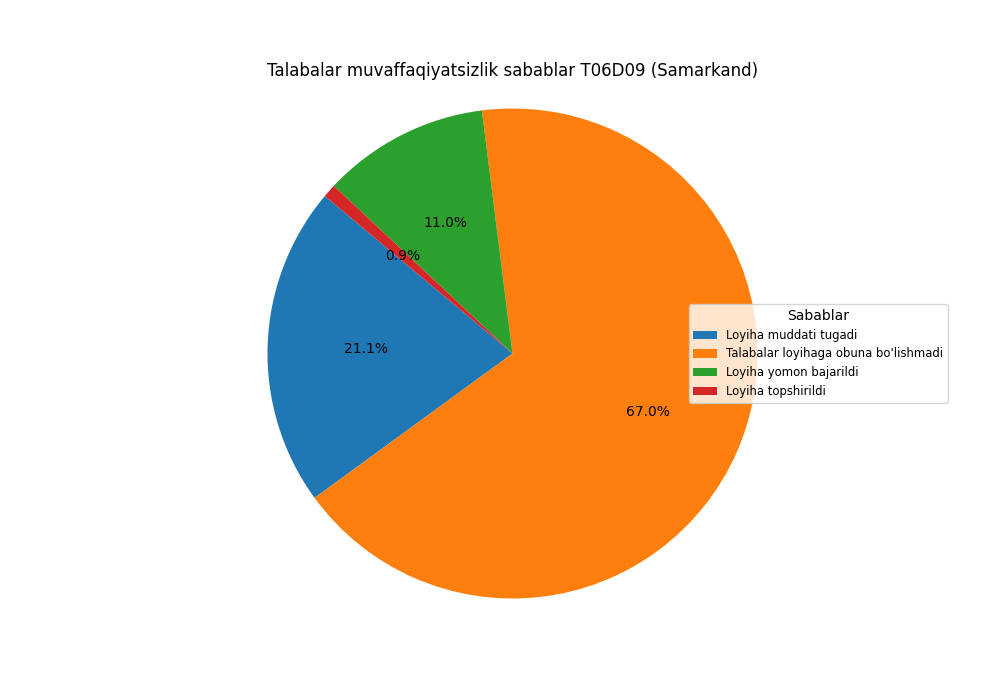 Talabalar muvaffaqiyatsizlik sabablar T06D09 (Samarkand)
11.0%
0.9%
21.1%
67.0%
Sabablar
Loyiha muddati tugadi
Talabalar loyihaga obuna bo'lishmadi
Loyiha yomon bajarildi
Loyiha topshirildi